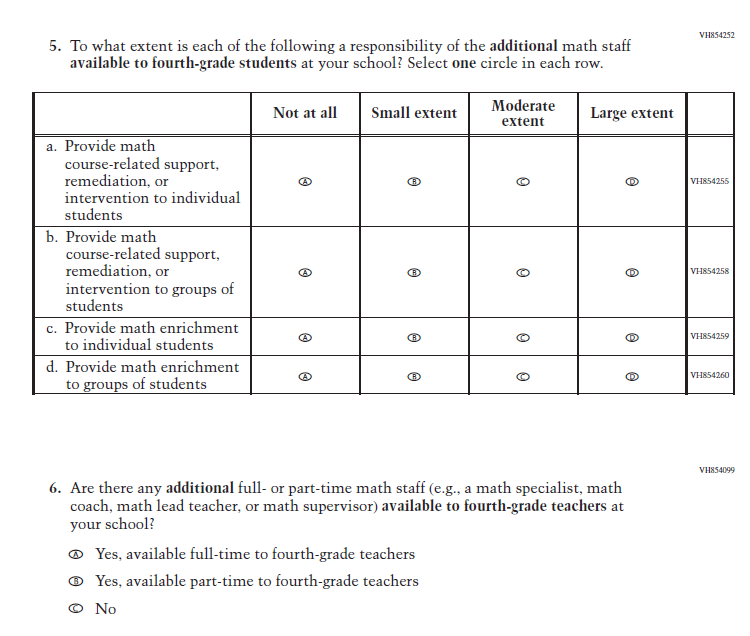 VH854252
5. To what extent is each of the following a responsibility of the additional math staff
available to fourth-grade students at your school? Select one circle in each row.
Not at all Small extent Moderate extent Large extent
a. Provide math
course-related support,
remediation, or
intervention to individual
students
A B C D VH854255
b. Provide math
course-related support,
remediation, or
intervention to groups of
students
A B C D VH854258
c. Provide math enrichment
to individual students
A B C D VH854259
d. Provide math enrichment
to groups of students
A B C D VH854260
VH854099
6. Are there any additional full- or part-time math staff (e.g., a math specialist, math
coach, math lead teacher, or math supervisor) available to fourth-grade teachers at
your school?
A Yes, available full-time to fourth-grade teachers
B Yes, available part-time to fourth-grade teachers
C No